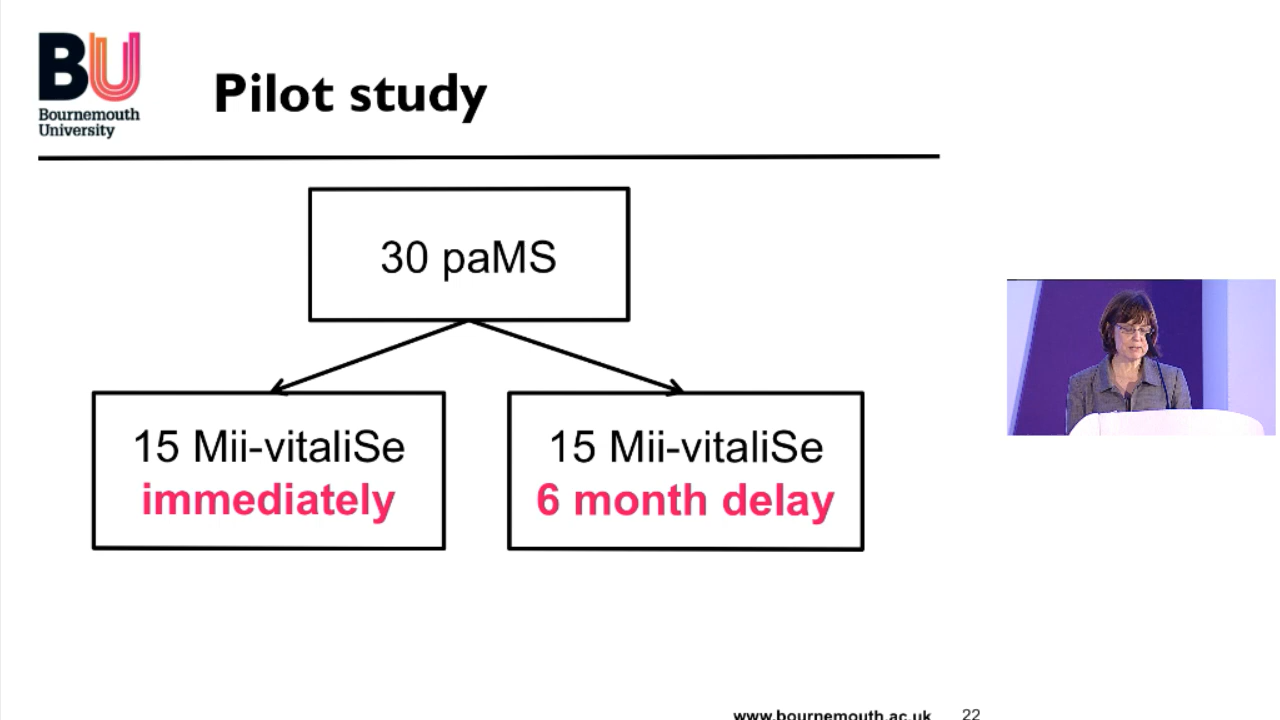 BU
Bournemouth
University
Pilot study
30 paMS
15 Mii-vitaliSe
immediately
15 Mii-vitaliSe
6 month delay
www.bournemouth.ac.uk 22